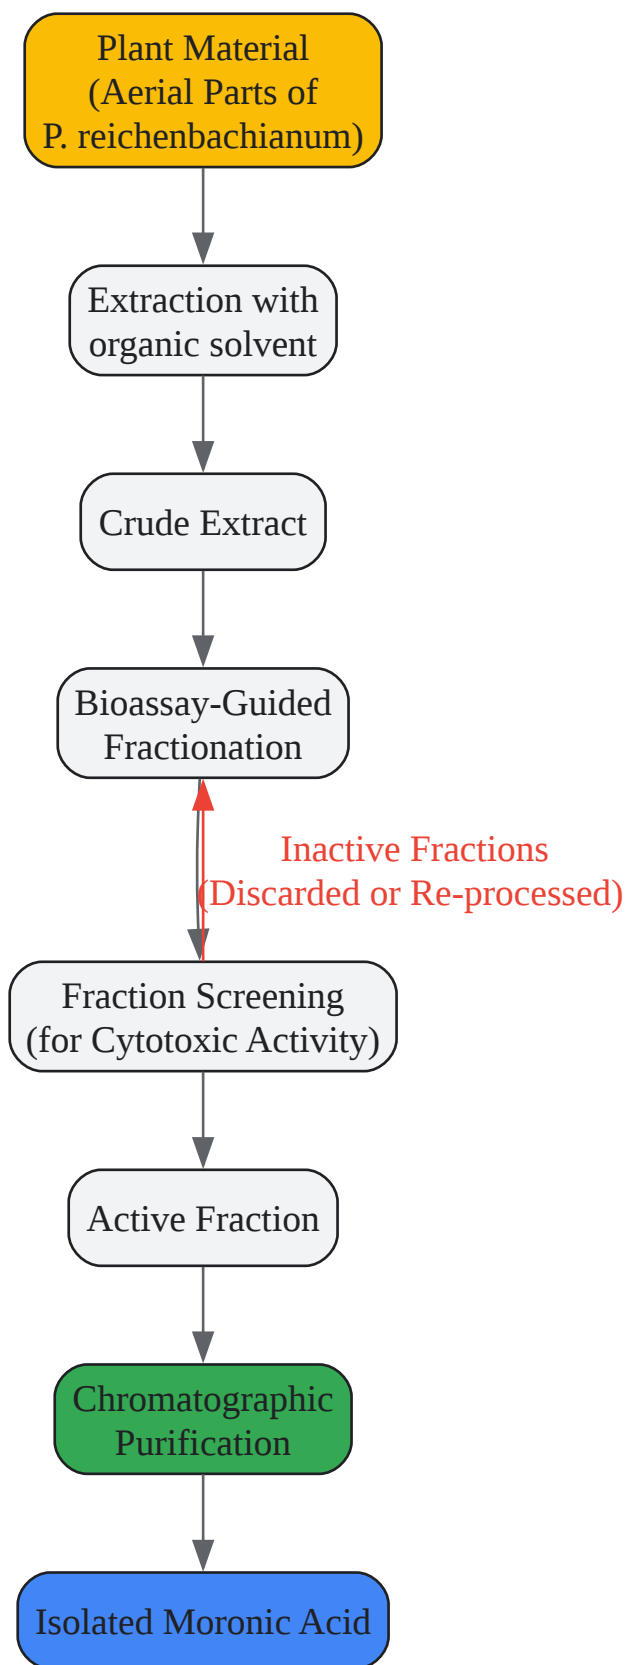 Plant Material
(Aerial Parts of
P. reichenbachianum)
Extraction with
organic solvent
Crude Extract
Bioassay-Guided
Fractionation
Inactive Fractions
(Discarded or Re-processed)
Fraction Screening
(for Cytotoxic Activity)
Active Fraction
Chromatographic
Purification
Isolated Moronic Acid